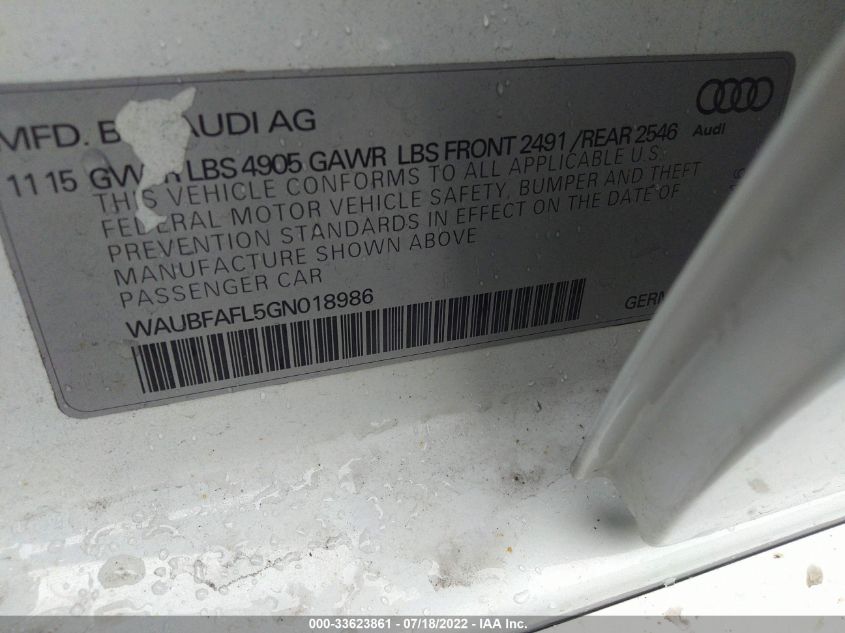 MFD. B AUDI AG
Audi
11 15 GVWR LBS 4905 GAWR LBS FRONT 2491 / REAR 2546
THIS VEHICLE CONFORMS TO ALL APPLICABLE U.S.
FEDERAL MOTOR VEHICLE SAFETY, BUMPER AND THEFT
PREVENTION STANDARDS IN EFFECT ON THE DATE OF
MANUFACTURE SHOWN ABOVE
PASSENGER CAR
WAUBFAFL5GN018986
GERM
000-33623861 - 07/18/2022 - IAA Inc.